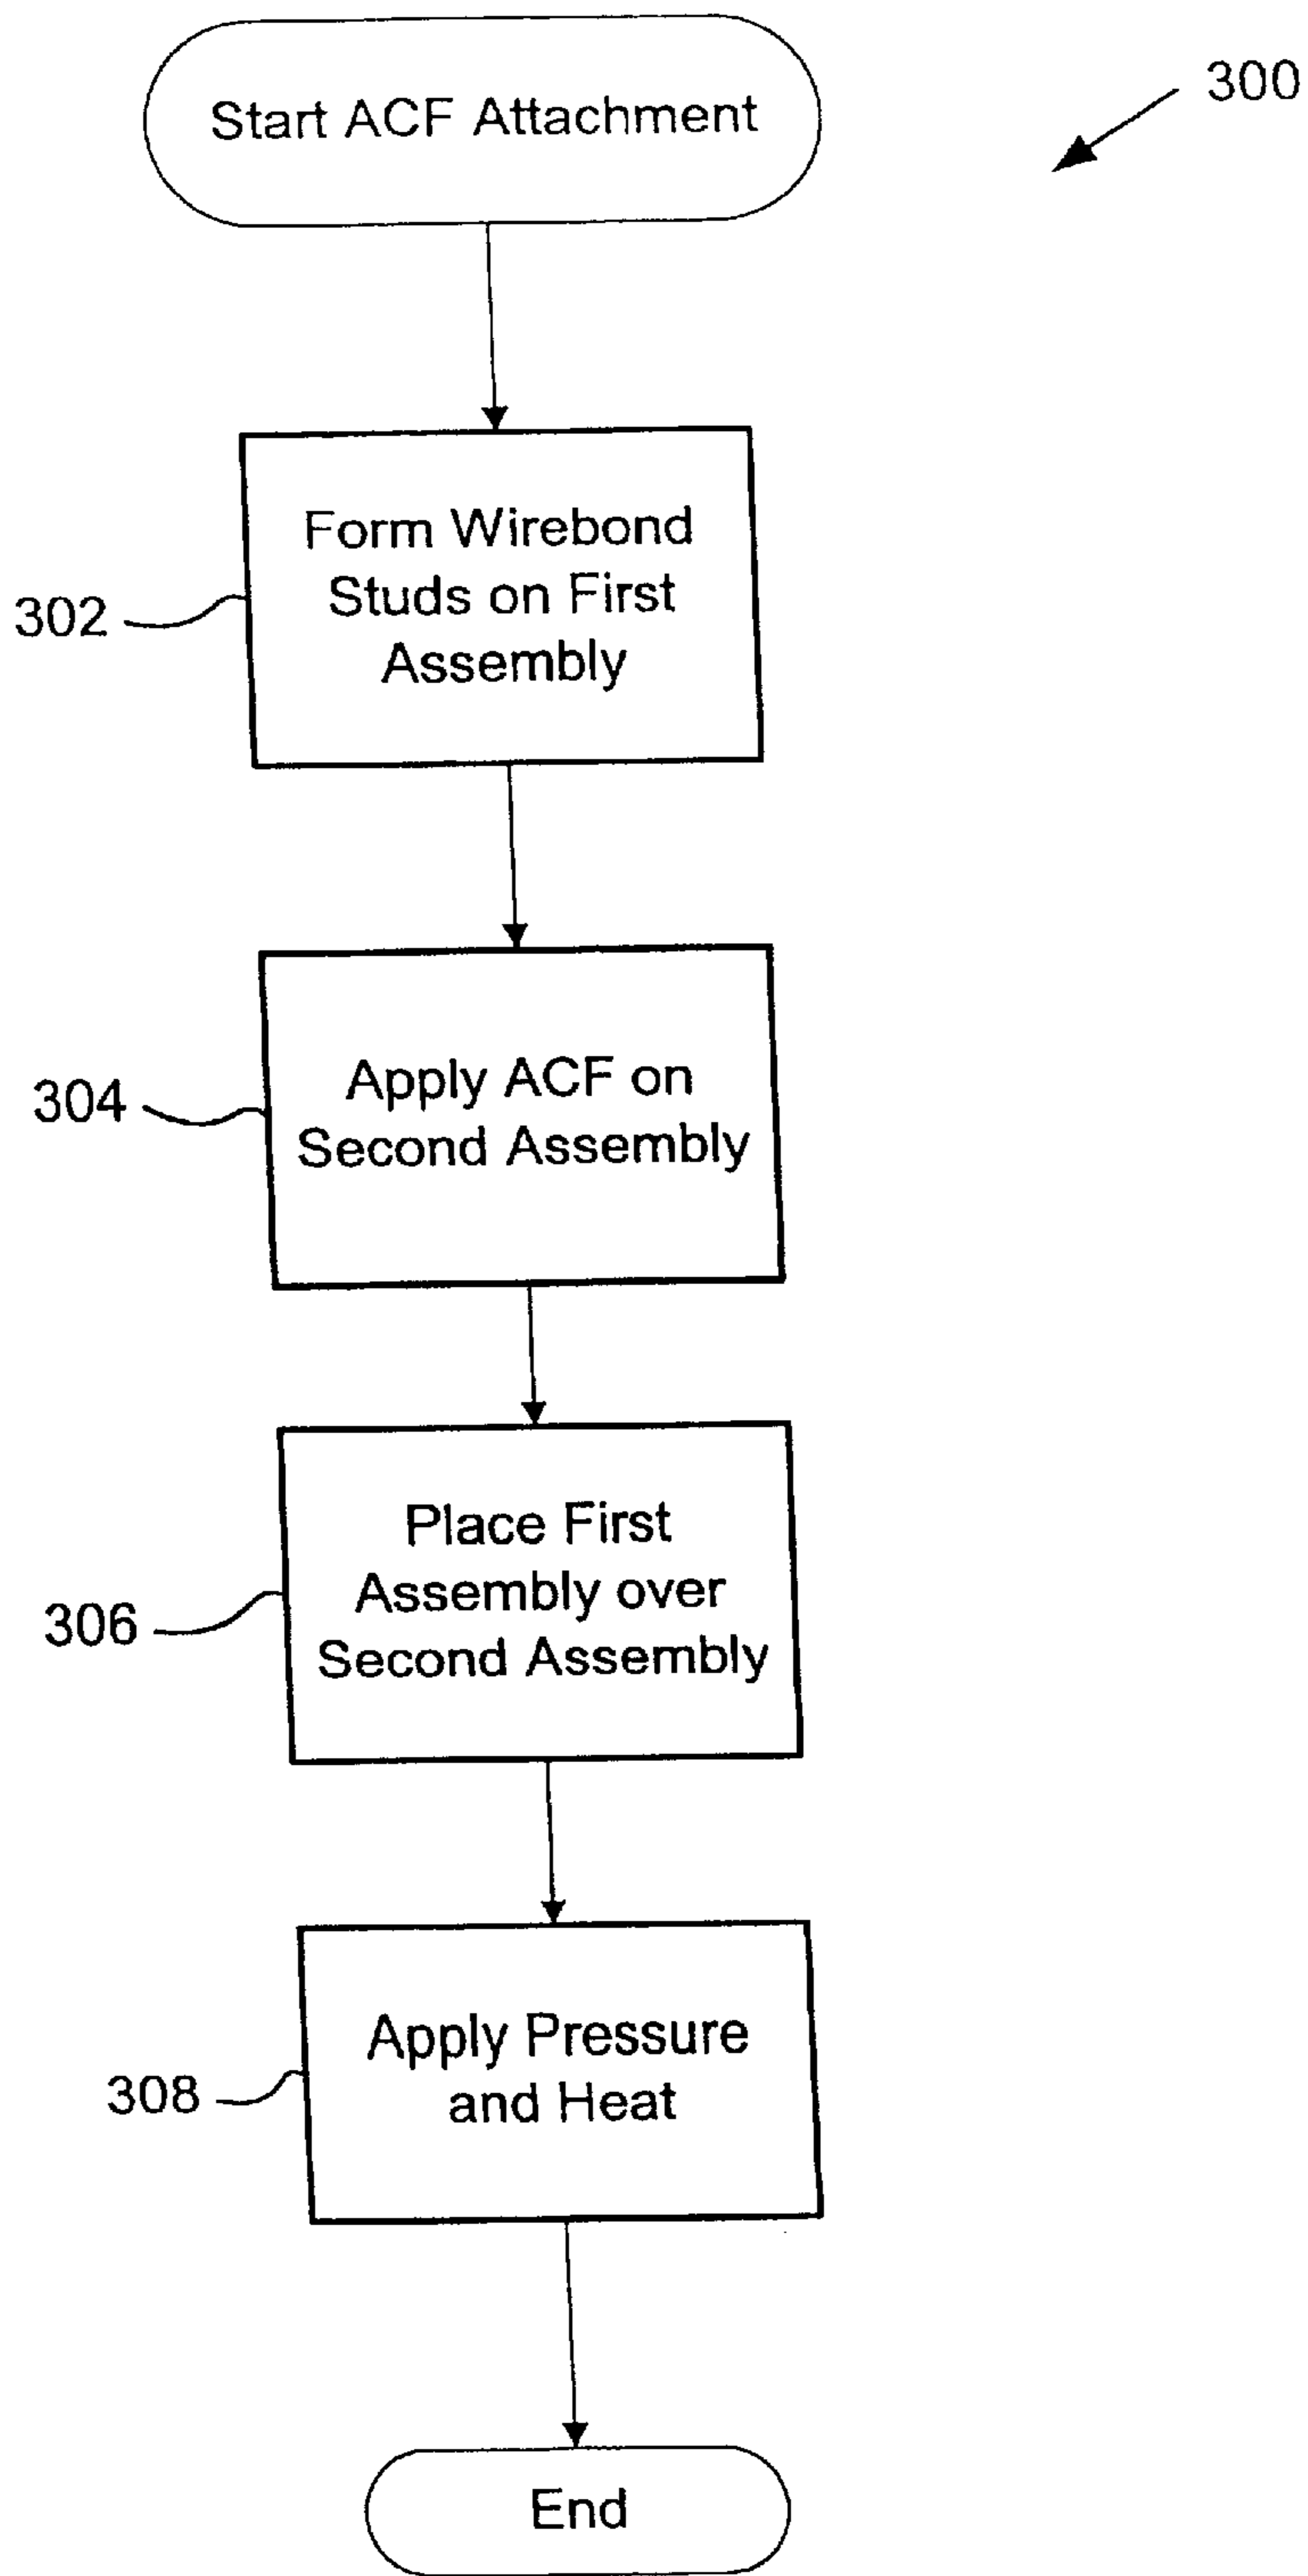 Start ACF Attachment
300
Form Wirebond
Studs on First
Assembly
302
Apply ACF on
Second Assembly
304
Place First
Assembly over
Second Assembly
306
Apply Pressure
and Heat
308
End